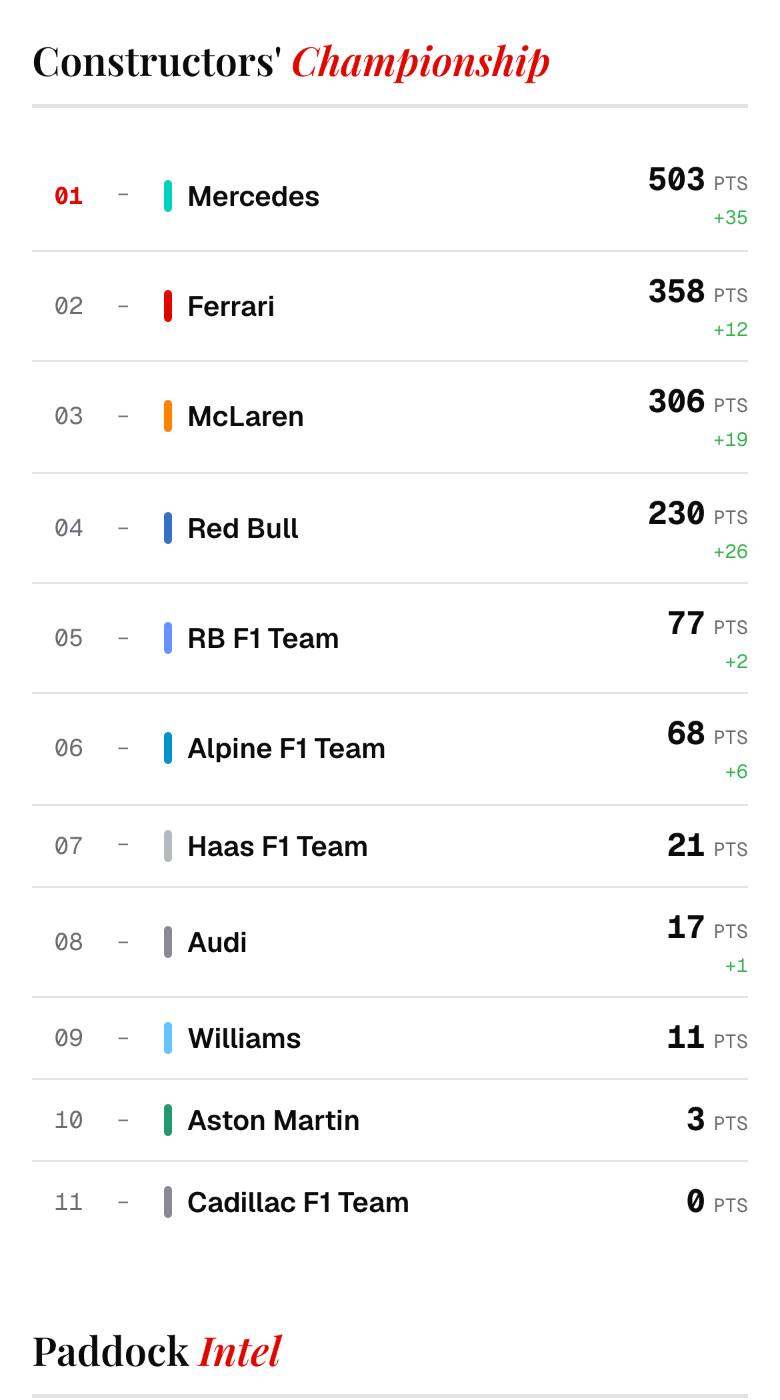 Constructors' Championship
01 – Mercedes 503 PTS
+35
02 – Ferrari 358 PTS
+12
03 – McLaren 306 PTS
+19
04 – Red Bull 230 PTS
+26
05 – RB F1 Team 77 PTS
+2
06 – Alpine F1 Team 68 PTS
+6
07 – Haas F1 Team 21 PTS
08 – Audi 17 PTS
+1
09 – Williams 11 PTS
10 – Aston Martin 3 PTS
11 – Cadillac F1 Team 0 PTS
Paddock Intel